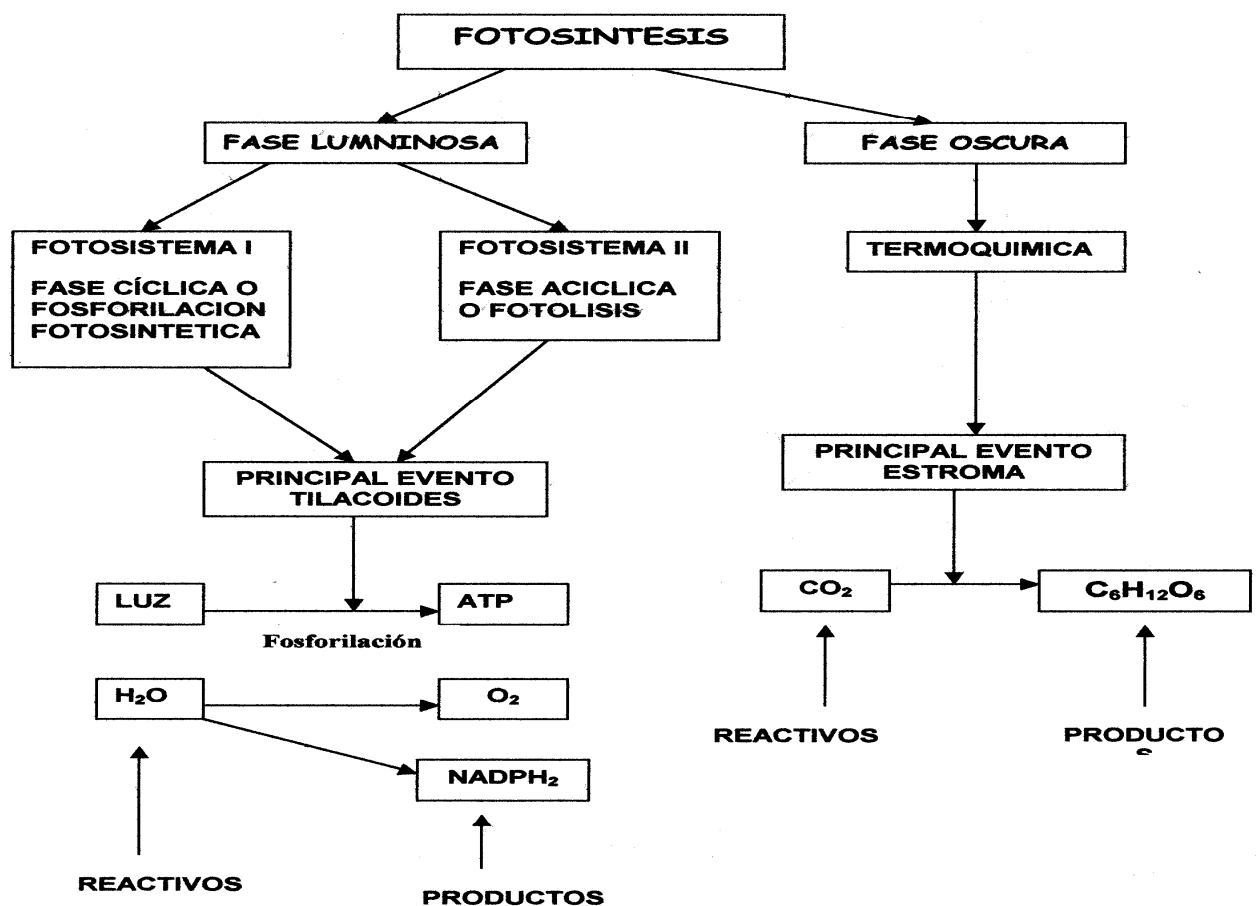 FOTOSINTESIS
FASE LUMNINOSA
FASE OSCURA
FOTOSISTEMA I
FASE CÍCLICA O
FOSFORILACION
FOTOSINTETICA
FOTOSISTEMA II
FASE ACICLICA
O FOTOLISIS
TERMOQUIMICA
PRINCIPAL EVENTO
TILACOIDES
PRINCIPAL EVENTO
ESTROMA
LUZ
ATP
Fosforilación
H₂O
O₂
NADPH₂
REACTIVOS
PRODUCTOS
CO₂
C₆H₁₂O₆
REACTIVOS
PRODUCTO
S